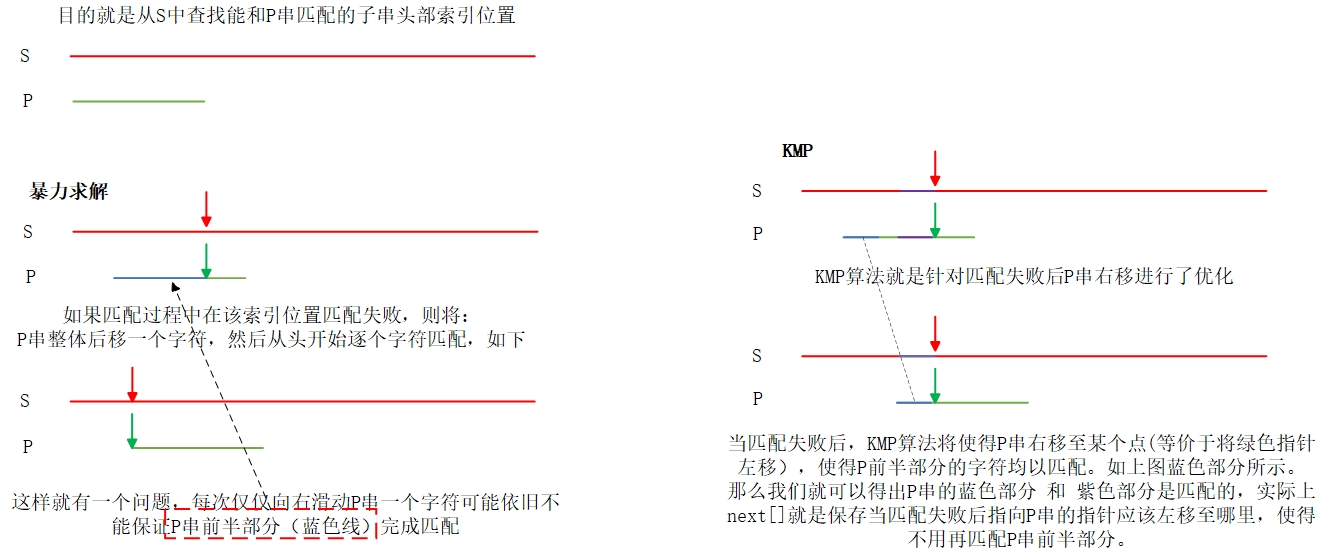 目的就是从S中查找能和P串匹配的子串头部索引位置
S
P
暴力求解
S
P
如果匹配过程中在该索引位置匹配失败，则将：
P串整体后移一个字符，然后从头开始逐个字符匹配，如下
S
P
这样就有一个问题，每次仅仅向右滑动P串一个字符可能依旧不
能保证P串前半部分（蓝色线）完成匹配
KMP
S
P
KMP算法就是针对匹配失败后P串右移进行了优化
S
P
当匹配失败后，KMP算法将使得P串右移至某个点(等价于将绿色指针
左移），使得P前半部分的字符均以匹配。如上图蓝色部分所示。
那么我们就可以得出P串的蓝色部分 和 紫色部分是匹配的，实际上
next[]就是保存当匹配失败后指向P串的指针应该左移至哪里，使得
不用再匹配P串前半部分。